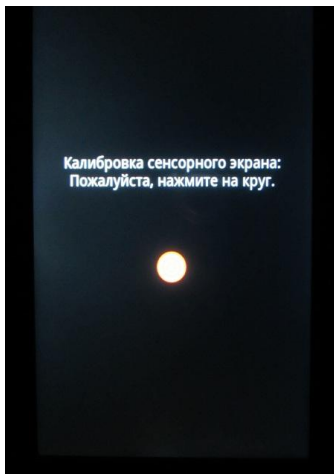 Калибровка сенсорного экрана:
Пожалуйста, нажмите на круг.